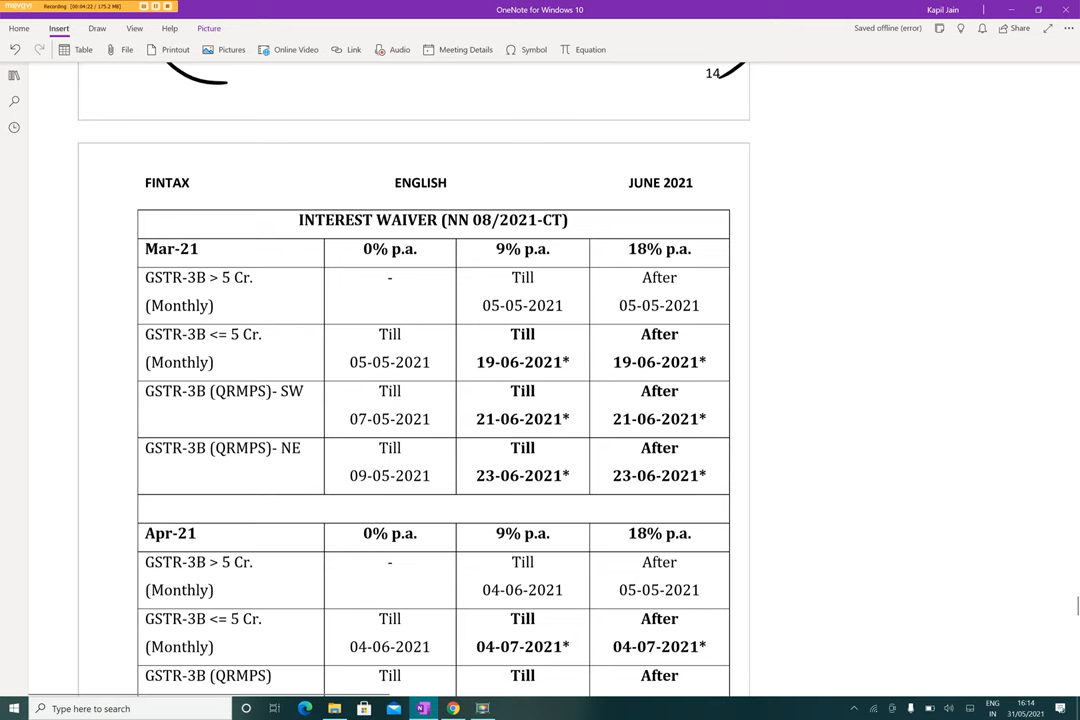 movavi Recording [00:04:22 / 175.2 MB]
OneNote for Windows 10
Kapil Jain
Home Insert Draw View Help Picture
Saved offline (error)
Share
Table File Printout Pictures Online Video Link Audio Meeting Details Symbol Equation
14
FINTAX ENGLISH JUNE 2021
INTEREST WAIVER (NN 08/2021-CT)
Mar-21 0% p.a. 9% p.a. 18% p.a.
GSTR-3B > 5 Cr. - Till After
(Monthly) 05-05-2021 05-05-2021
GSTR-3B <= 5 Cr. Till Till After
(Monthly) 05-05-2021 19-06-2021* 19-06-2021*
GSTR-3B (QRMPS)- SW Till Till After
07-05-2021 21-06-2021* 21-06-2021*
GSTR-3B (QRMPS)- NE Till Till After
09-05-2021 23-06-2021* 23-06-2021*
Apr-21 0% p.a. 9% p.a. 18% p.a.
GSTR-3B > 5 Cr. - Till After
(Monthly) 04-06-2021 05-05-2021
GSTR-3B <= 5 Cr. Till Till After
(Monthly) 04-06-2021 04-07-2021* 04-07-2021*
GSTR-3B (QRMPS) Till Till After
Type here to search
ENG
IN
16:14
31/05/2021